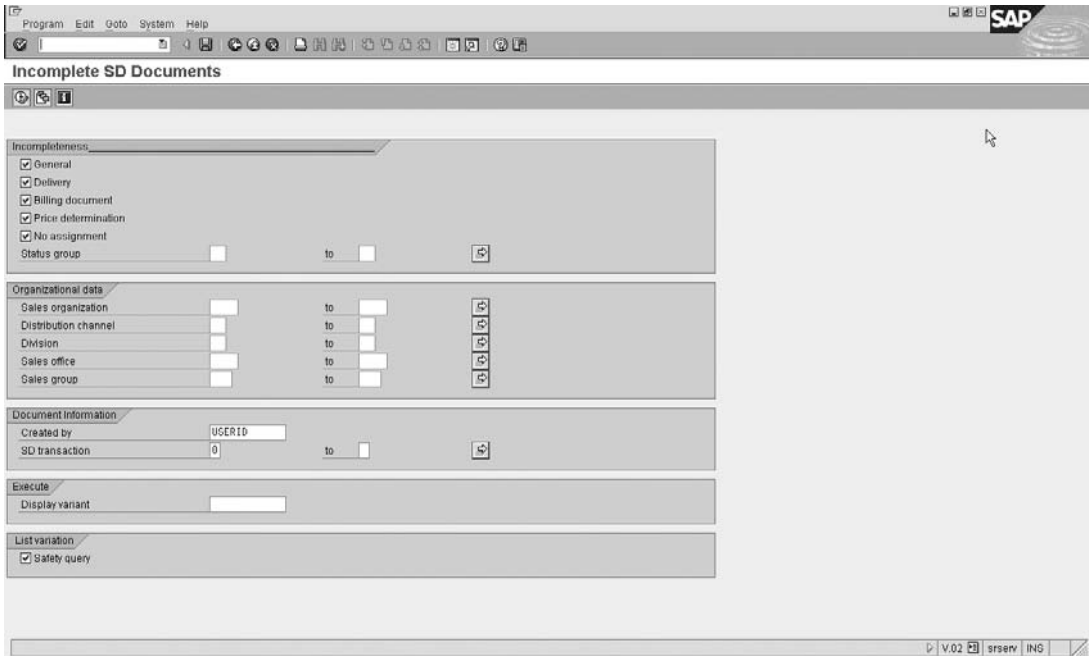 Program Edit Goto System Help
SAP
Incomplete SD Documents
Incompleteness
General
Delivery
Billing document
Price determination
No assignment
Status group to
Organizational data
Sales organization to
Distribution channel to
Division to
Sales office to
Sales group to
Document Information
Created by USERID
SD transaction 0 to
Execute
Display variant
List variation
Safety query
V.02 srserv INS